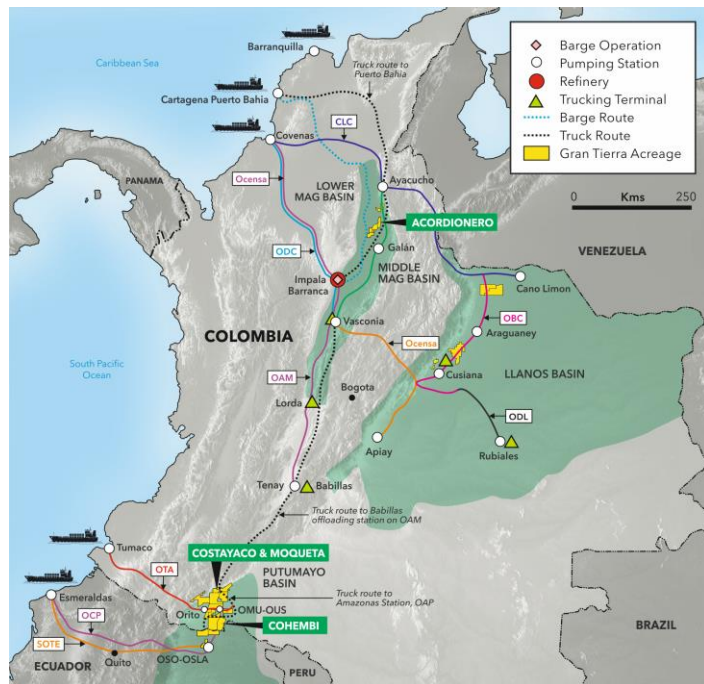 Caribbean Sea
Barranquilla
Truck route to
Puerto Bahia
Cartagena Puerto Bahia
Covenas
CLC
Barge Operation
Pumping Station
Refinery
Trucking Terminal
Barge Route
Truck Route
Gran Tierra Acreage
0
Kms
250
PANAMA
Ocensa
LOWER
MAG BASIN
Ayacucho
ACORDIONERO
VENEZUELA
ODC
Galán
MIDDLE
MAG BASIN
Impala
Barranca
Cano Limon
COLOMBIA
Vasconia
Ocensa
OBC
Araguaney
South Pacific
Ocean
OAM
Bogota
Cusiana
LLANOS BASIN
Lorda
ODL
Apiay
Rubiales
Tenay
Babillas
Truck route to Babillas
offloading station on OAM
Tumaco
COSTAYACO & MOQUETA
OTA
PUTUMAYO
BASIN
Truck route to
Amazonas Station, OAP
Esmeraldas
OCP
Orito
OMU-OUS
COHEMBI
SOTE
BRAZIL
ECUADOR
Quito
OSO-OSLA
PERU